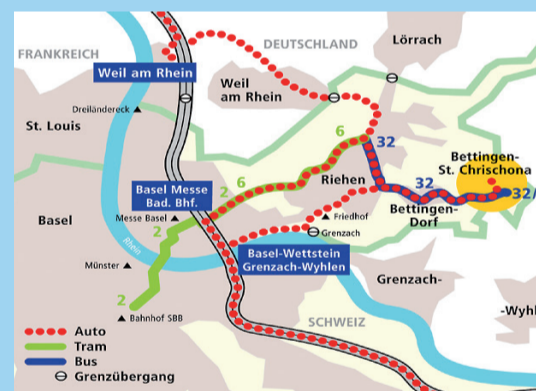 FRANKREICH
DEUTSCHLAND
Lörrach
Weil am Rhein
Weil
am Rhein
Dreiländereck
St. Louis
6
32
Bettingen-
St. Chrischona
Basel Messe
Bad. Bhf.
2
6
Riehen
32
32/
Bettingen-
Dorf
Basel
Messe Basel
2
Friedhof
Grenzach
Rhein
Basel-Wettstein
Grenzach-Wyhlen
Münster
Grenzach-
-Wyhl
2
Bahnhof SBB
SCHWEIZ
Auto
Tram
Bus
Grenzübergang